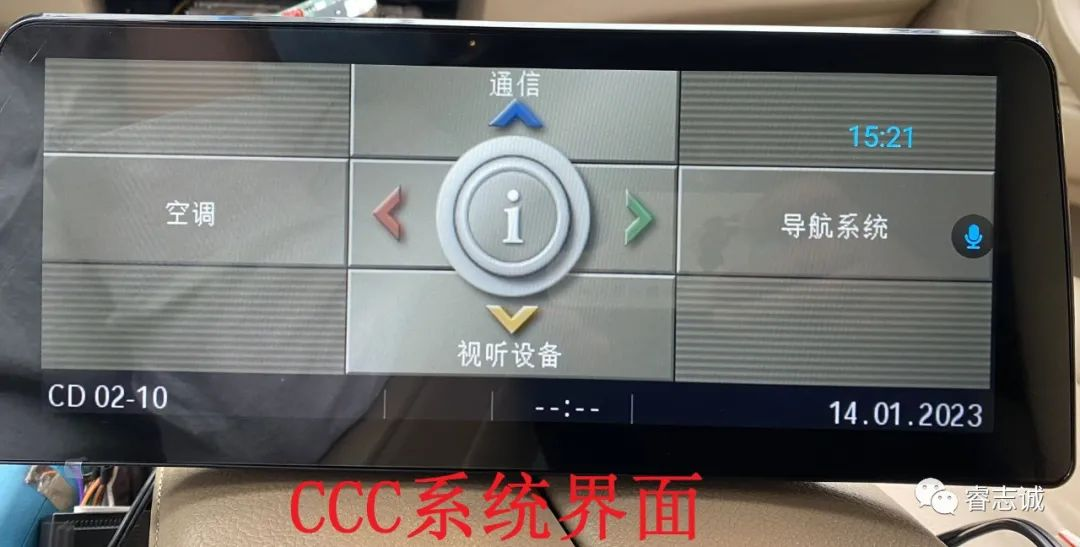 通信
15:21
空调
i
导航系统
视听设备
CD 02-10
--:--
14.01.2023
CCC系统界面
睿志诚